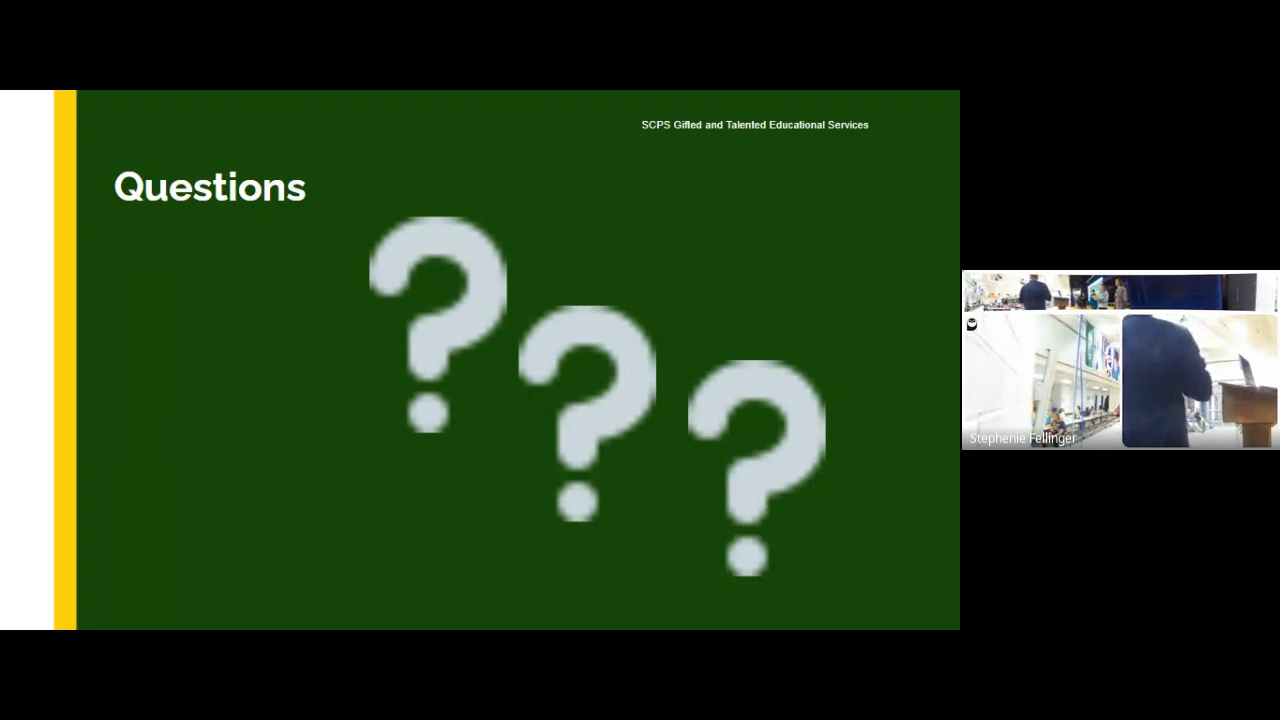 SCPS Gifted and Talented Educational Services
Questions
???
Stephenie Fellinger